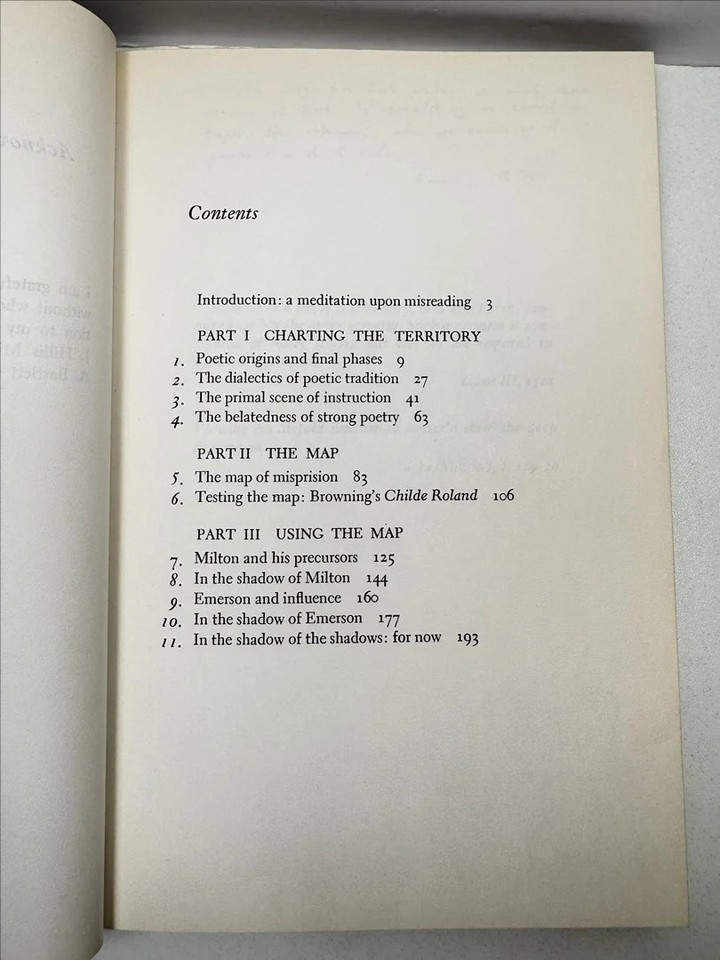 Contents
Introduction: a meditation upon misreading 3
PART I CHARTING THE TERRITORY
1. Poetic origins and final phases 9
2. The dialectics of poetic tradition 27
3. The primal scene of instruction 41
4. The belatedness of strong poetry 63
PART II THE MAP
5. The map of misprision 83
6. Testing the map: Browning's Childe Roland 106
PART III USING THE MAP
7. Milton and his precursors 125
8. In the shadow of Milton 144
9. Emerson and influence 160
10. In the shadow of Emerson 177
11. In the shadow of the shadows: for now 193